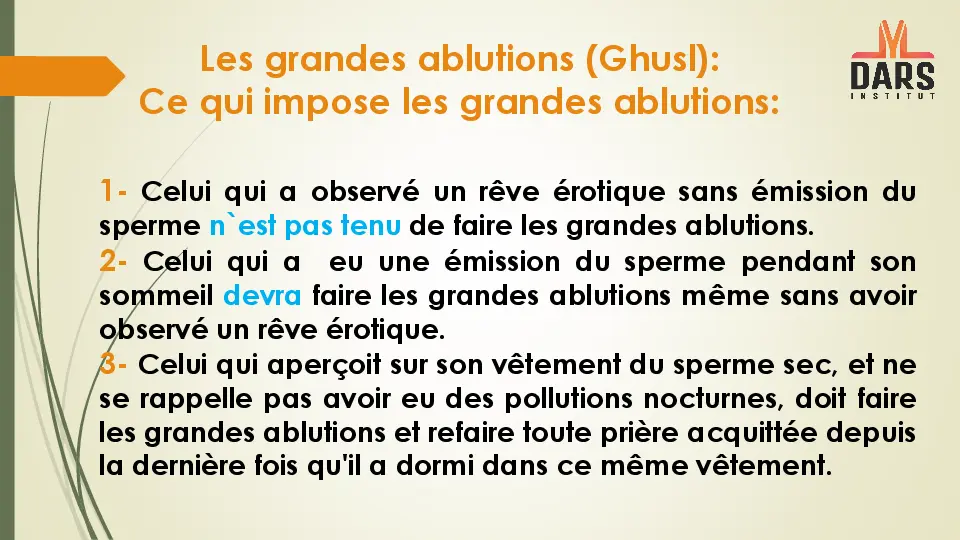 Les grandes ablutions (Ghusl):
Ce qui impose les grandes ablutions:
DARS
INSTITUT
1- Celui qui a observé un rêve érotique sans émission du
sperme n`est pas tenu de faire les grandes ablutions.
2- Celui qui a eu une émission du sperme pendant son
sommeil devra faire les grandes ablutions même sans avoir
observé un rêve érotique.
3- Celui qui aperçoit sur son vêtement du sperme sec, et ne
se rappelle pas avoir eu des pollutions nocturnes, doit faire
les grandes ablutions et refaire toute prière acquittée depuis
la dernière fois qu'il a dormi dans ce même vêtement.